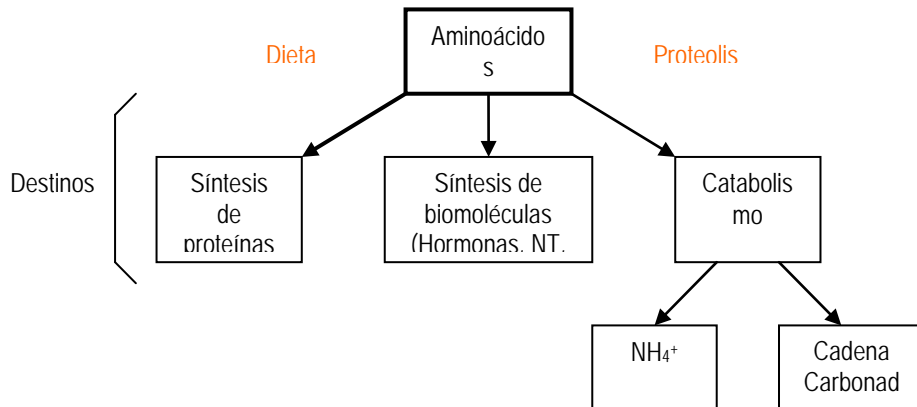 Dieta
Aminoácido
s
Proteolis
Destinos
Síntesis
de
proteínas
Síntesis de
biomoléculas
(Hormonas, NT,
Catabolis
mo
NH₄⁺
Cadena
Carbonad